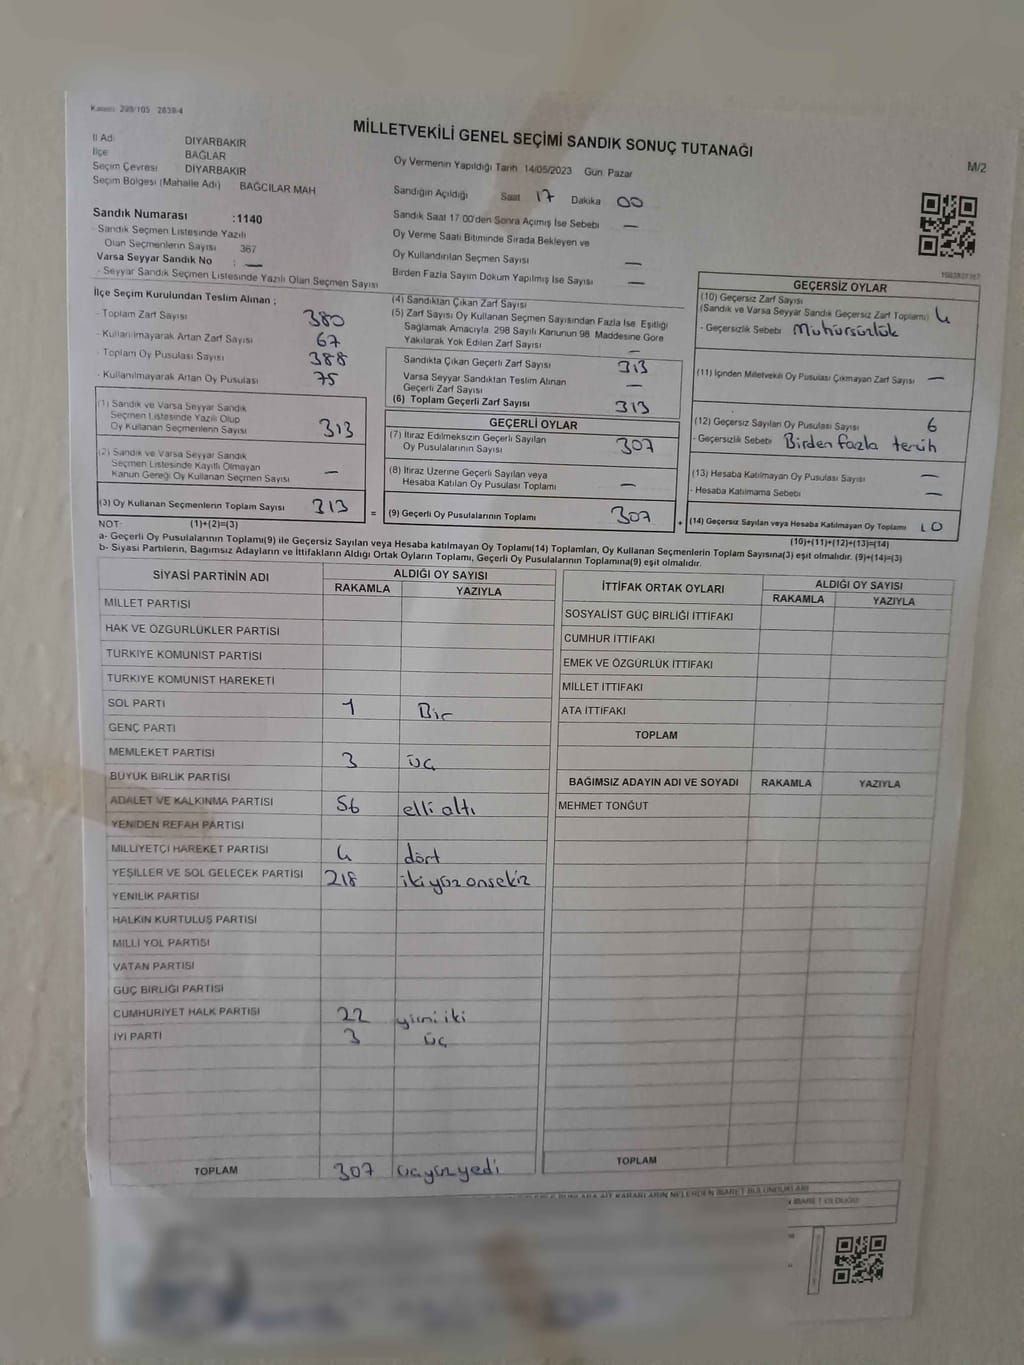 Kanun: 298/105 2839/4
MİLLETVEKİLİ GENEL SEÇİMİ SANDIK SONUÇ TUTANAĞI
M/2
İl Adı DİYARBAKIR
İlçe BAĞLAR
Seçim Çevresi DİYARBAKIR
Seçim Bölgesi (Mahalle Adı) BAĞCILAR MAH
Oy Vermenin Yapıldığı Tarih 14/05/2023 Gün Pazar
Sandığın Açıldığı Saat 17 Dakika 00
Sandık Saat 17 00'den Sonra Açımış İse Sebebi —
Oy Verme Saati Bitiminde Sırada Bekleyen ve
Oy Kullandırılan Seçmen Sayısı —
Birden Fazla Sayım Döküm Yapılmış İse Sayısı —
Sandık Numarası :1140
- Sandık Seçmen Listesinde Yazılı
Olan Seçmenlerin Sayısı 367
Varsa Seyyar Sandık No : —
- Seyyar Sandık Seçmen Listesinde Yazılı Olan Seçmen Sayısı
İlçe Seçim Kurulundan Teslim Alınan ;
- Toplam Zarf Sayısı 380
- Kullanılmayarak Artan Zarf Sayısı 67
- Toplam Oy Pusulası Sayısı 388
- Kullanılmayarak Artan Oy Pusulası 75
(1) Sandık ve Varsa Seyyar Sandık
Seçmen Listesinde Yazılı Olup
Oy Kullanan Seçmenlerin Sayısı 313
(2) Sandık ve Varsa Seyyar Sandık
Seçmen Listesinde Kayıtlı Olmayan
Kanun Gereği Oy Kullanan Seçmen Sayısı —
(3) Oy Kullanan Seçmenlerin Toplam Sayısı 313
(4) Sandıktan Çıkan Zarf Sayısı
(5) Zarf Sayısı Oy Kullanan Seçmen Sayısından Fazla İse Eşitliği
Sağlamak Amacıyla, 298 Sayılı Kanunun 98 Maddesine Göre
Yakılarak Yok Edilen Zarf Sayısı —
Sandıkta Çıkan Geçerli Zarf Sayısı 313
Varsa Seyyar Sandıktan Teslim Alınan
Geçerli Zarf Sayısı —
(6) Toplam Geçerli Zarf Sayısı 313
GEÇERLİ OYLAR
(7) İtiraz Edilmeksizin Geçerli Sayılan
Oy Pusulalarının Sayısı 307
(8) İtiraz Üzerine Geçerli Sayılan veya
Hesaba Katılan Oy Pusulası Toplamı —
= (9) Geçerli Oy Pusulalarının Toplamı 307
GEÇERSİZ OYLAR
(10) Geçersiz Zarf Sayısı
(Sandık ve Varsa Seyyar Sandık Geçersiz Zarf Toplamı) 4
- Geçersizlik Sebebi Mühürsüzlük
(11) İçinden Milletvekili Oy Pusulası Çıkmayan Zarf Sayısı —
(12) Geçersiz Sayılan Oy Pusulası Sayısı 6
- Geçersizlik Sebebi Birden fazla tercih
(13) Hesaba Katılmayan Oy Pusulası Sayısı —
- Hesaba Katılmama Sebebi —
+ (14) Geçersiz Sayılan veya Hesaba Katılmayan Oy Toplamı 10
NOT: (1)+(2)=(3)
(10)+(11)+(12)+(13)=(14)
a- Geçerli Oy Pusulalarının Toplamı(9) ile Geçersiz Sayılan veya Hesaba katılmayan Oy Toplamı(14) Toplamları, Oy Kullanan Seçmenlerin Toplam Sayısına(3) eşit olmalıdır. (9)+(14)=(3)
b- Siyasi Partilerin, Bağımsız Adayların ve İttifakların Aldığı Ortak Oyların Toplamı, Geçerli Oy Pusulalarının Toplamına(9) eşit olmalıdır.
SİYASİ PARTİNİN ADI ALDIĞI OY SAYISI
RAKAMLA YAZIYLA
MİLLET PARTİSİ
HAK VE ÖZGÜRLÜKLER PARTİSİ
TÜRKİYE KOMÜNİST PARTİSİ
TÜRKİYE KOMÜNİST HAREKETİ
SOL PARTİ 1 Bir
GENÇ PARTİ
MEMLEKET PARTİSİ 3 üç
BÜYÜK BİRLİK PARTİSİ
ADALET VE KALKINMA PARTİSİ 56 elli altı
YENİDEN REFAH PARTİSİ
MİLLİYETÇİ HAREKET PARTİSİ 4 dört
YEŞİLLER VE SOL GELECEK PARTİSİ 218 ikiyüz onsekiz
YENİLİK PARTİSİ
HALKIN KURTULUŞ PARTİSİ
MİLLİ YOL PARTİSİ
VATAN PARTİSİ
GÜÇ BİRLİĞİ PARTİSİ
CUMHURİYET HALK PARTİSİ 22 yirmi iki
İYİ PARTİ 3 üç
TOPLAM 307 üçyüzyedi
İTTİFAK ORTAK OYLARI ALDIĞI OY SAYISI
RAKAMLA YAZIYLA
SOSYALİST GÜÇ BİRLİĞİ İTTİFAKI
CUMHUR İTTİFAKI
EMEK VE ÖZGÜRLÜK İTTİFAKI
MİLLET İTTİFAKI
ATA İTTİFAKI
TOPLAM
BAĞIMSIZ ADAYIN ADI VE SOYADI RAKAMLA YAZIYLA
MEHMET TONĞUT
TOPLAM